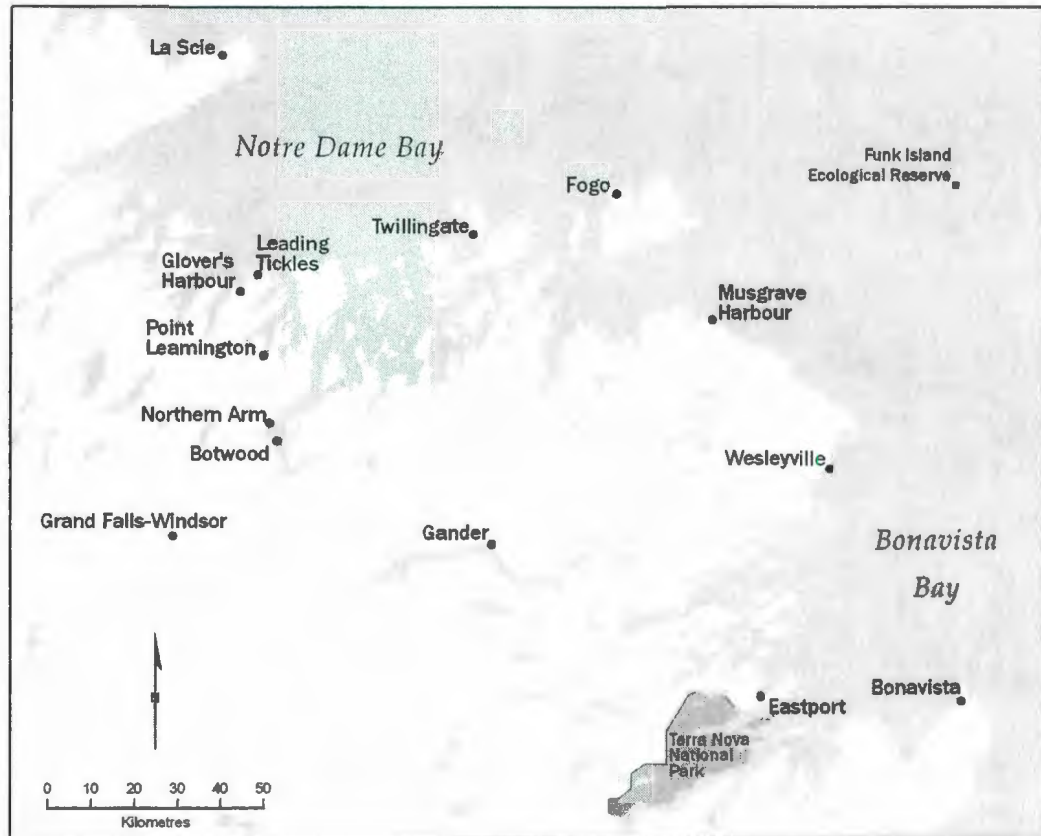 La Scie
Notre Dame Bay
Funk Island
Ecological Reserve
Fogo
Twillingate
Leading
Tickles
Glover's
Harbour
Musgrave
Harbour
Point
Leamington
Northern Arm
Botwood
Wesleyville
Grand Falls-Windsor
Gander
Bonavista
Bay
Bonavista
Eastport
Terra Nova
National
Park
0 10 20 30 40 50
Kilometres